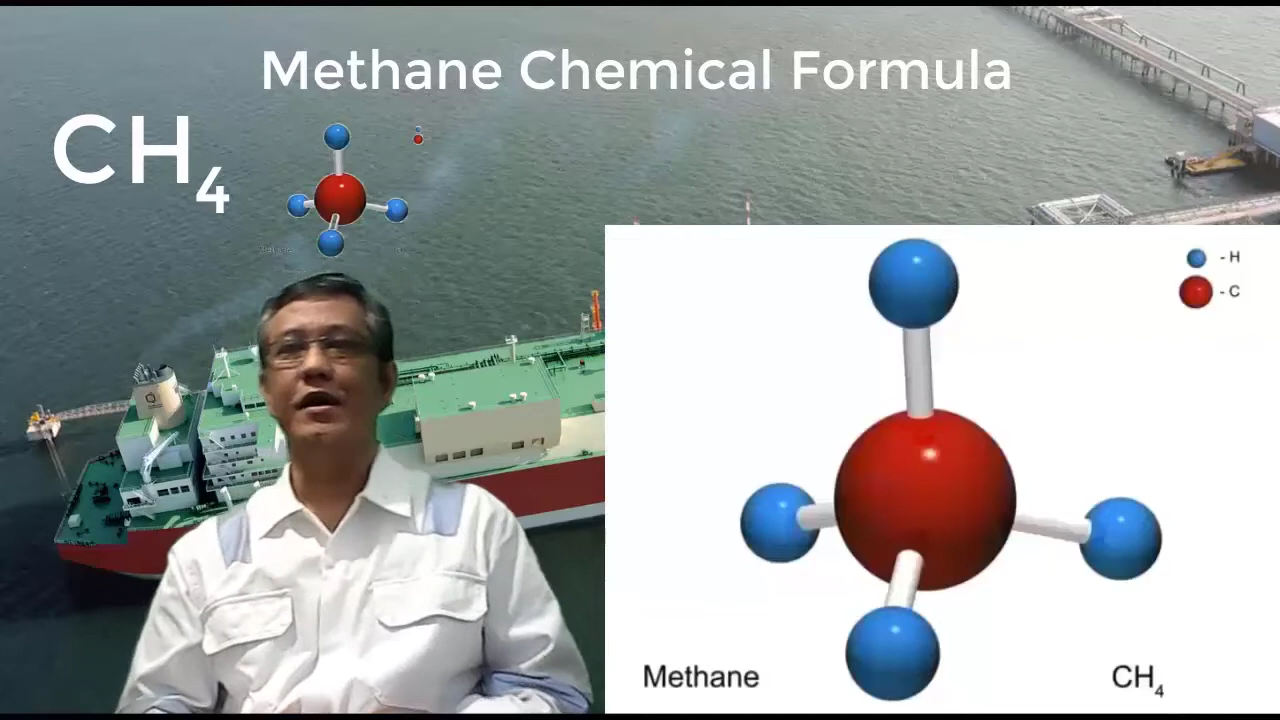 Methane Chemical Formula
CH₄
- H
- C
Methane
CH₄